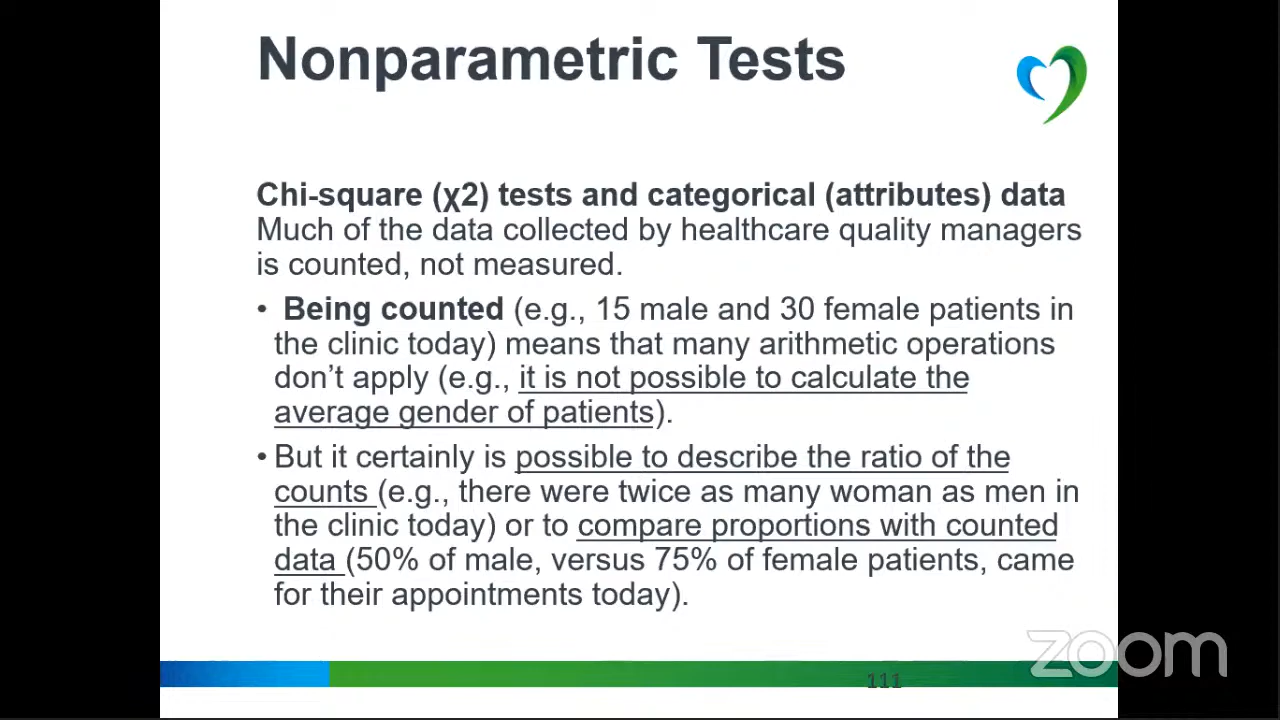 Nonparametric Tests
Chi-square (χ2) tests and categorical (attributes) data
Much of the data collected by healthcare quality managers
is counted, not measured.
• Being counted (e.g., 15 male and 30 female patients in
the clinic today) means that many arithmetic operations
don't apply (e.g., it is not possible to calculate the
average gender of patients).
• But it certainly is possible to describe the ratio of the
counts (e.g., there were twice as many woman as men in
the clinic today) or to compare proportions with counted
data (50% of male, versus 75% of female patients, came
for their appointments today).
zoom
111